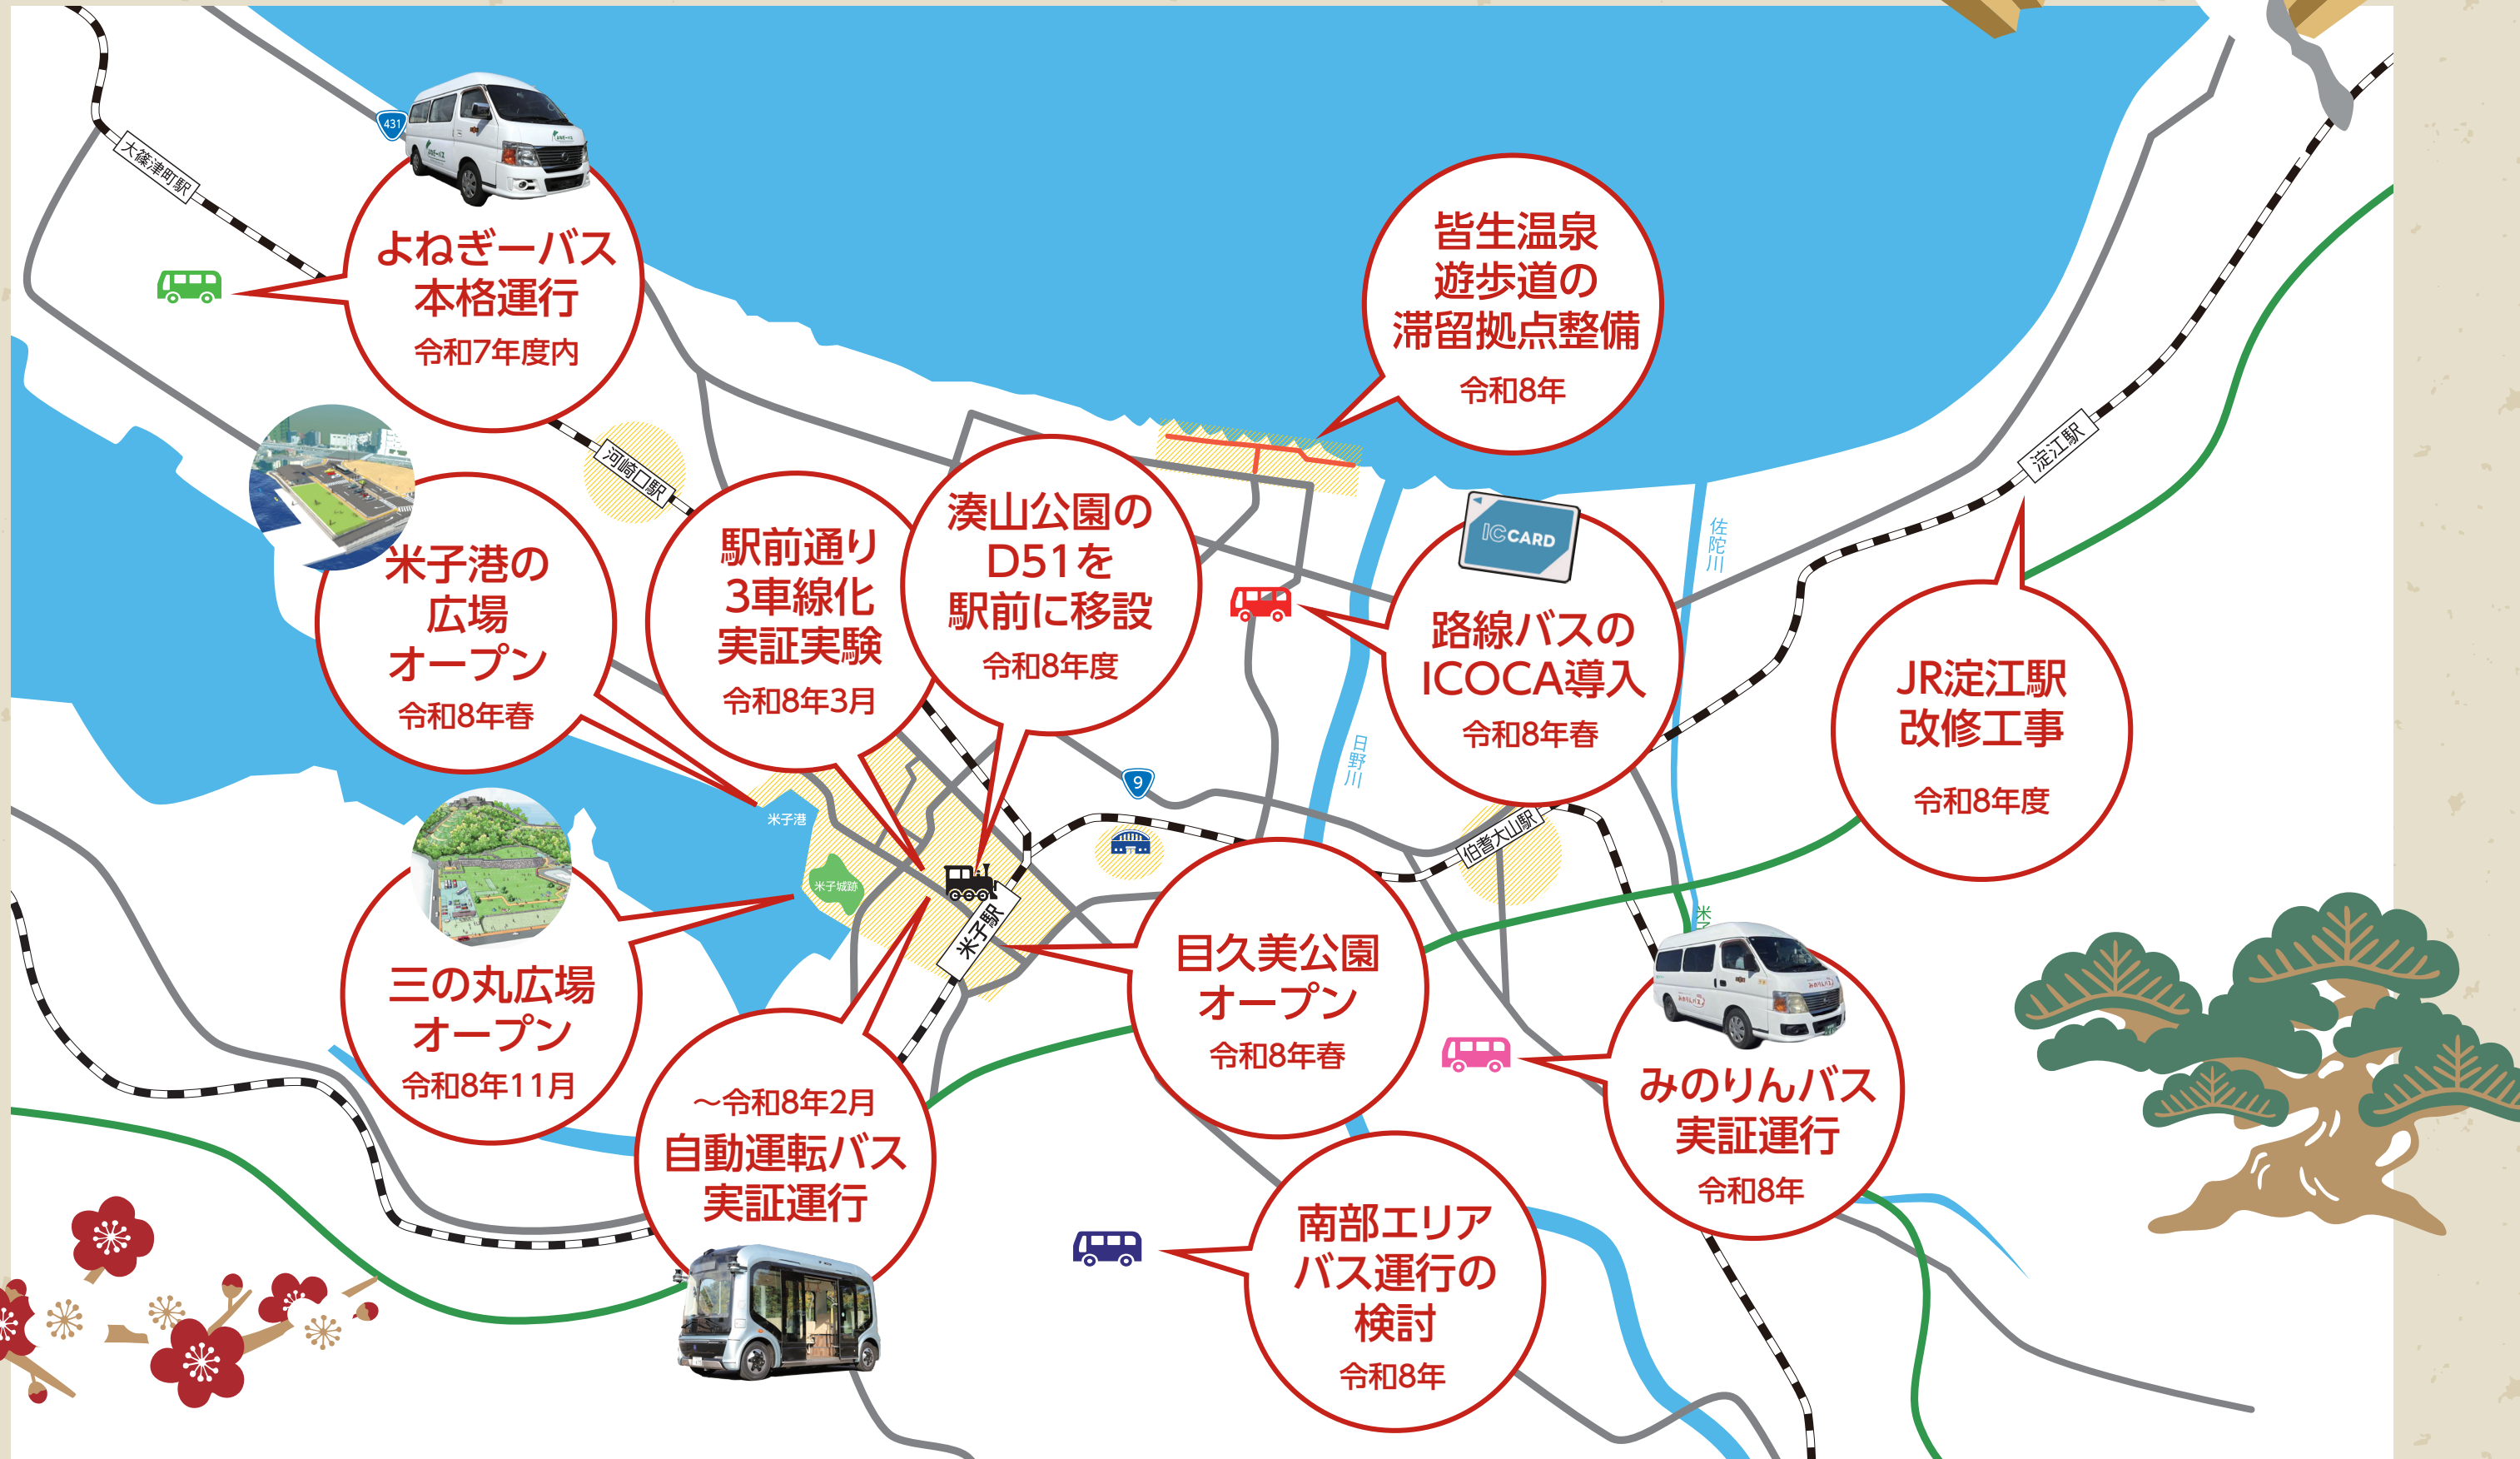 431
大篠津町駅
よねぎーバス
本格運行
令和7年度内
皆生温泉
遊歩道の
滞留拠点整備
令和8年
河崎口駅
淀江駅
米子港の
広場
オープン
令和8年春
駅前通り
3車線化
実証実験
令和8年3月
湊山公園の
D51を
駅前に移設
令和8年度
IC CARD
路線バスの
ICOCA導入
令和8年春
佐陀川
日野川
JR淀江駅
改修工事
令和8年度
9
米子港
米子城跡
米子駅
伯耆大山駅
三の丸広場
オープン
令和8年11月
目久美公園
オープン
令和8年春
米子
みのりんバス
みのりんバス
実証運行
令和8年
～令和8年2月
自動運転バス
実証運行
南部エリア
バス運行の
検討
令和8年